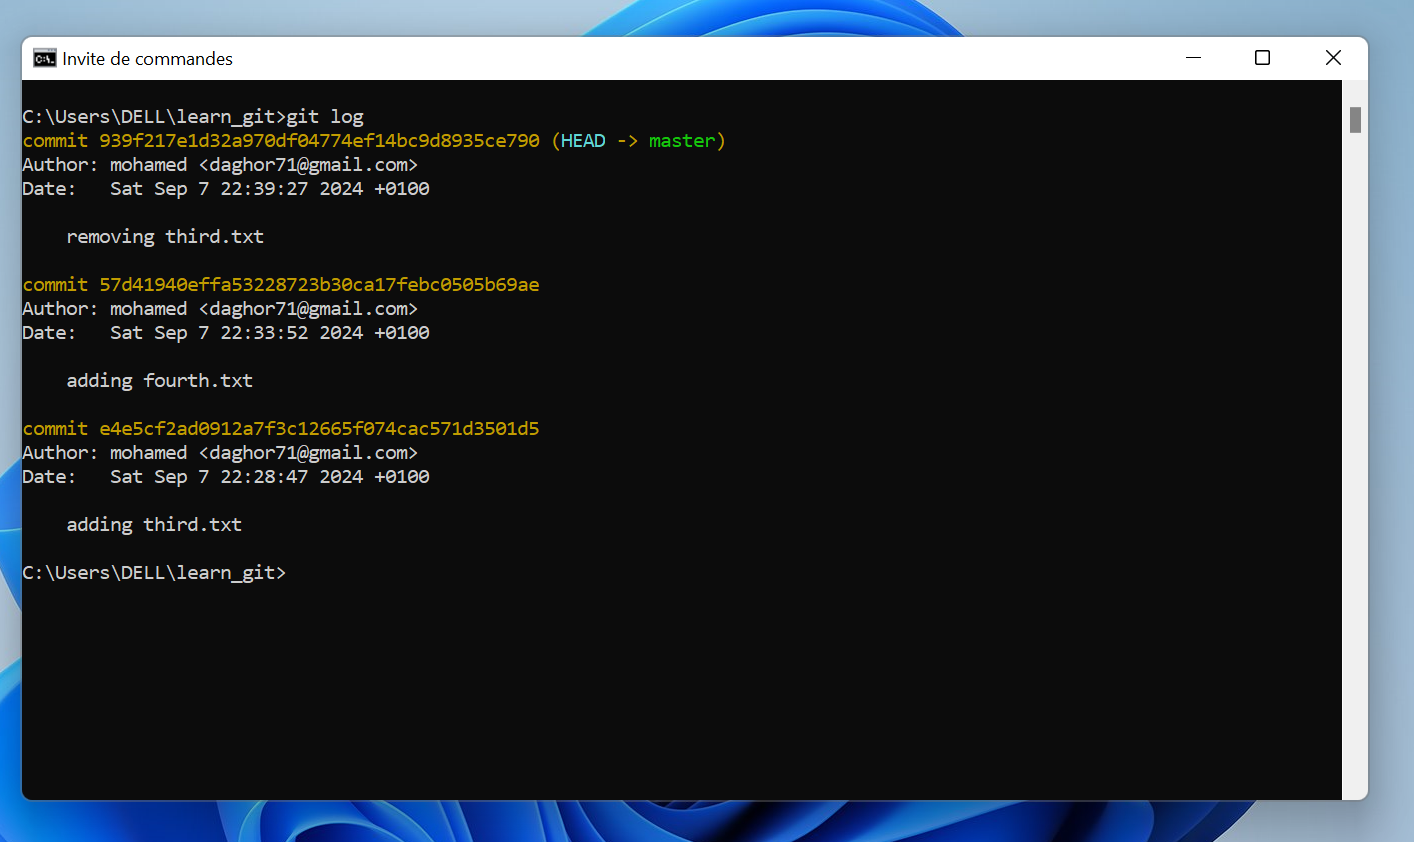 Invite de commandes
C:\Users\DELL\learn_git>git log
commit 939f217e1d32a970df04774ef14bc9d8935ce790 (HEAD -> master)
Author: mohamed <daghor71@gmail.com>
Date:   Sat Sep 7 22:39:27 2024 +0100
    removing third.txt
commit 57d41940effa53228723b30ca17febc0505b69ae
Author: mohamed <daghor71@gmail.com>
Date:   Sat Sep 7 22:33:52 2024 +0100
    adding fourth.txt
commit e4e5cf2ad0912a7f3c12665f074cac571d3501d5
Author: mohamed <daghor71@gmail.com>
Date:   Sat Sep 7 22:28:47 2024 +0100
    adding third.txt
C:\Users\DELL\learn_git>